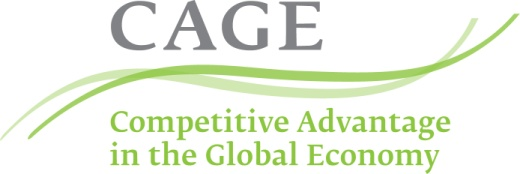 CAGE
Competitive Advantage
in the Global Economy